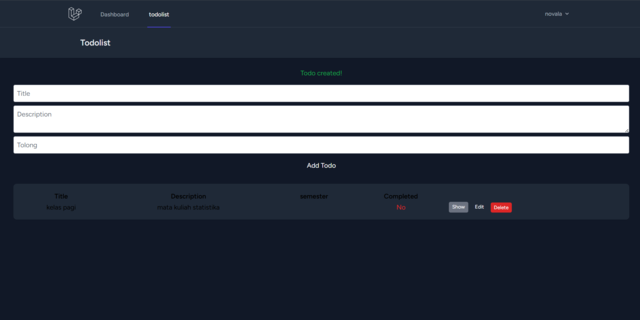 Dashboard todolist novala
Todolist
Todo created!
Title
Description
Tolong
Add Todo
Title Description semester Completed
kelas pagi mata kuliah statistika No Show Edit Delete